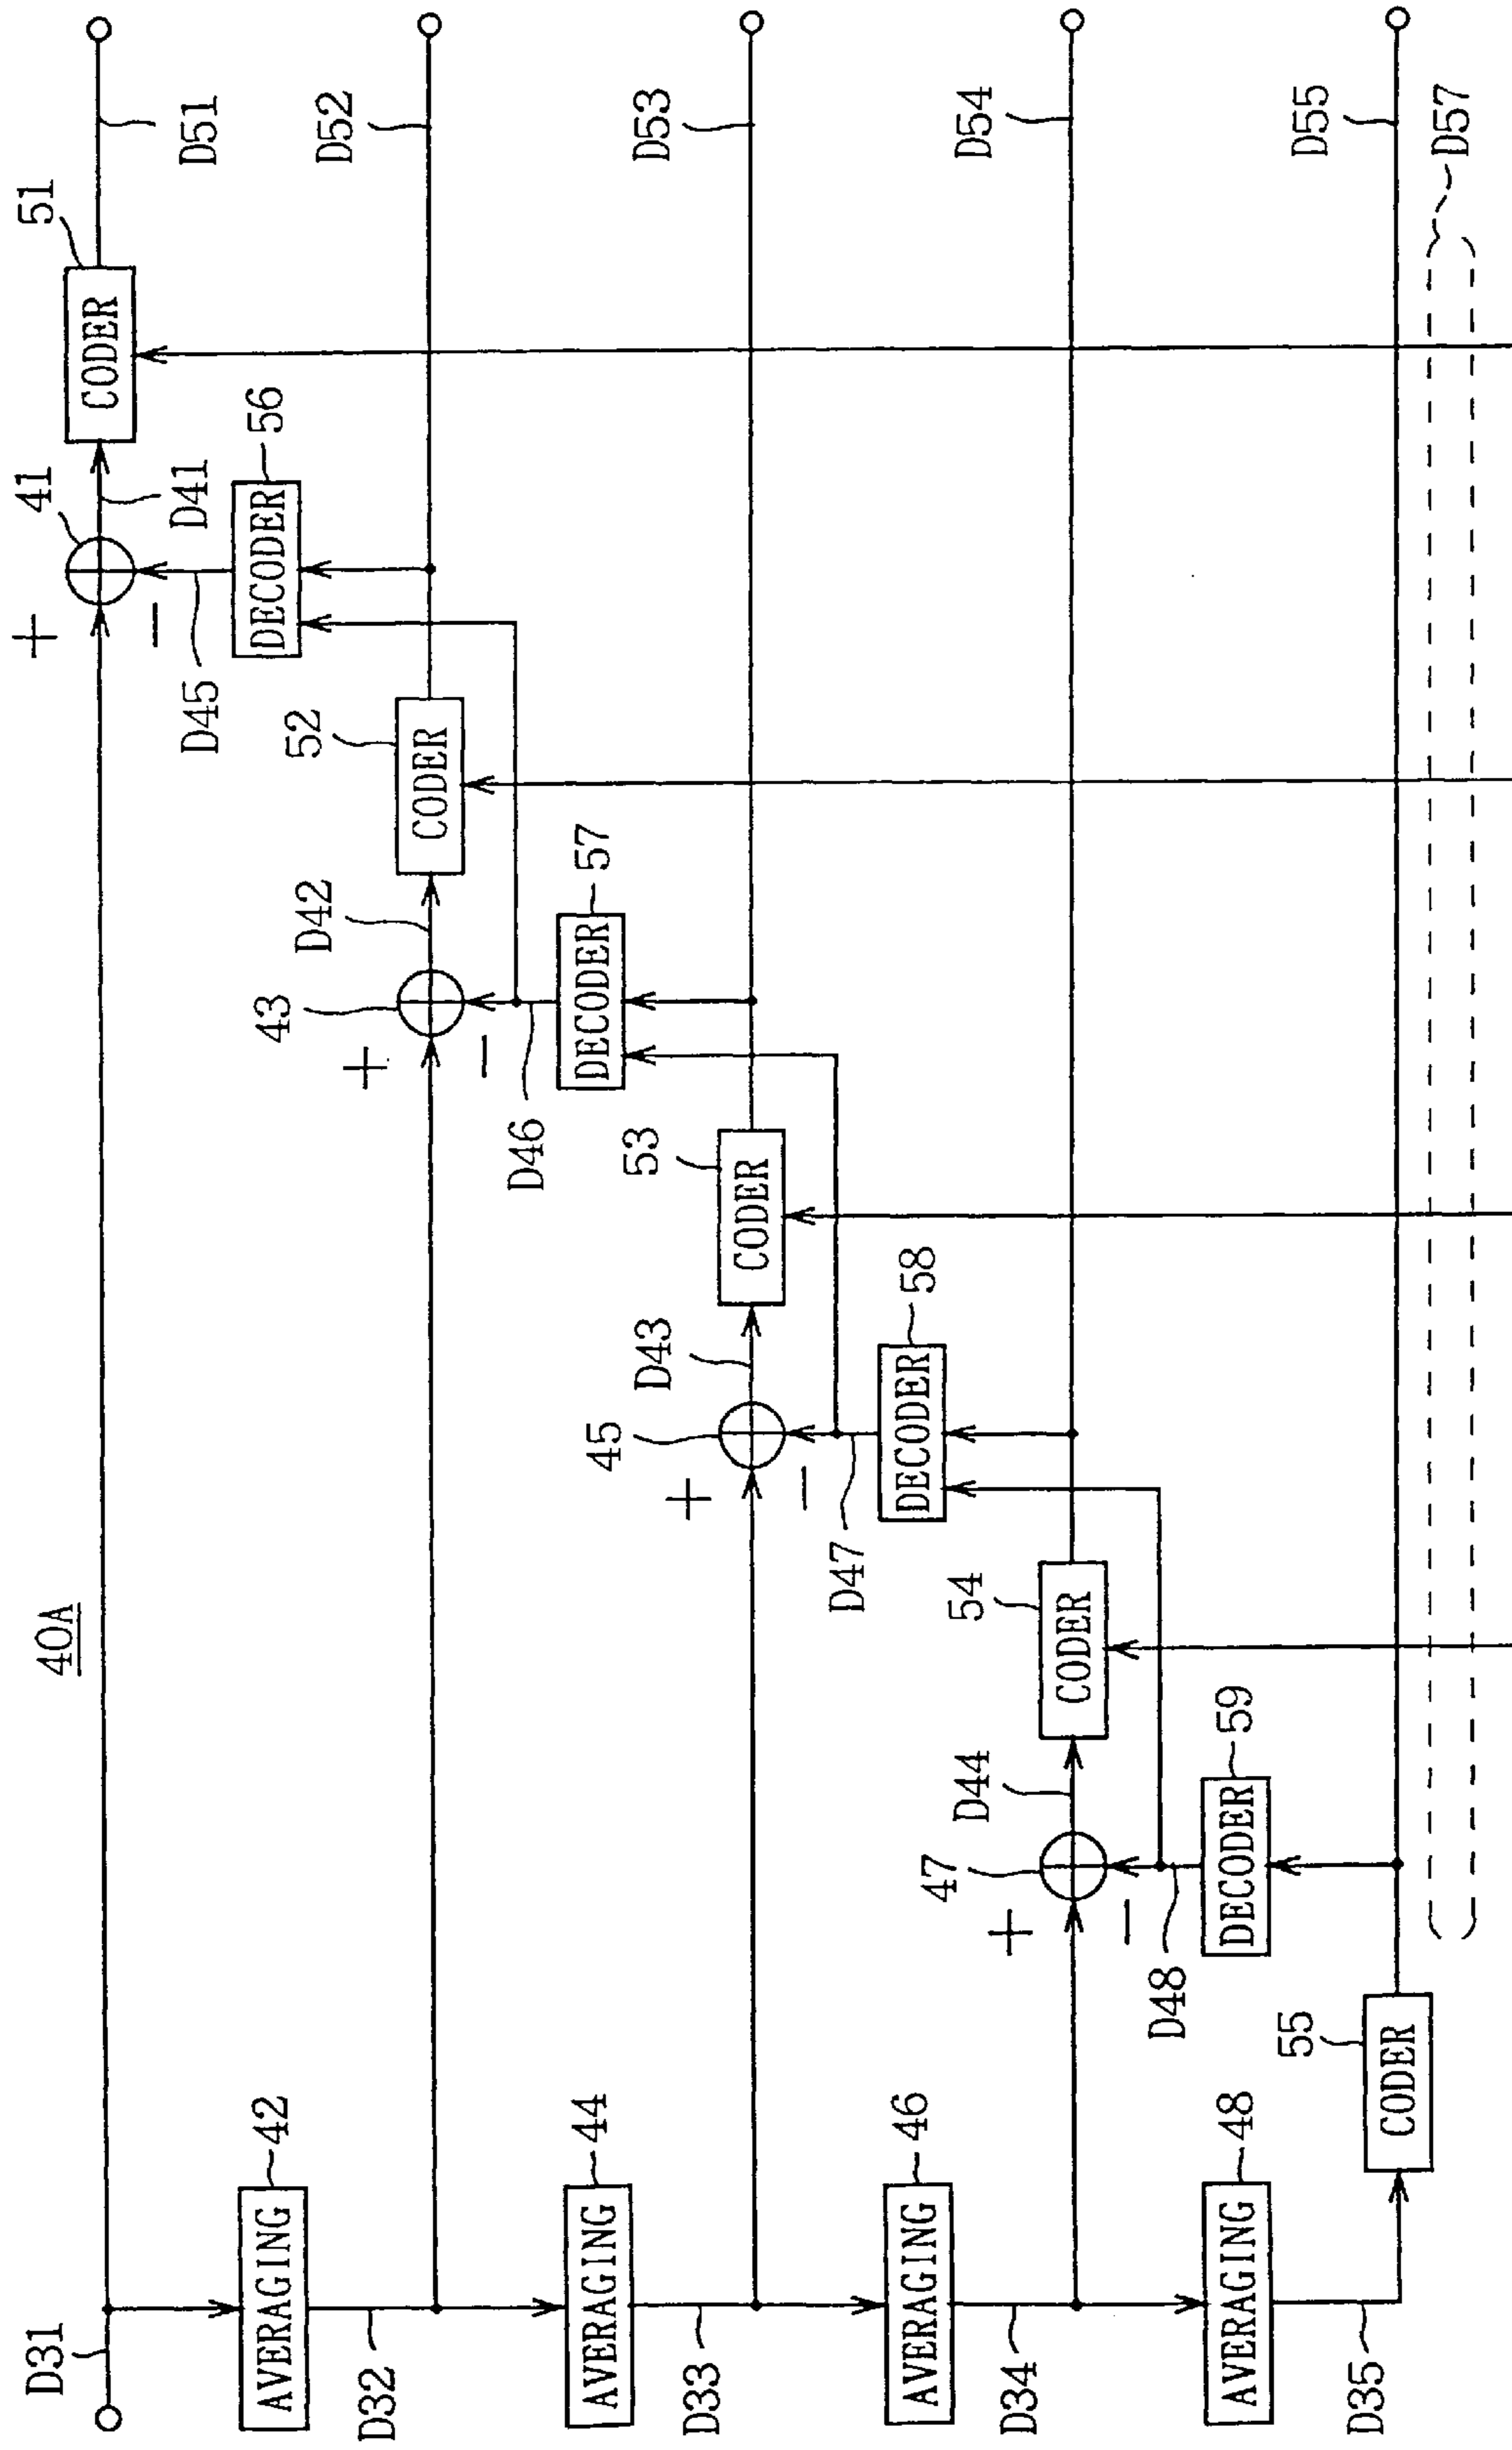 40A
D31
+
41
D41
CODER
51
D51
−
D45
DECODER
56
AVERAGING
42
D32
+
43
D42
CODER
52
D52
−
D46
DECODER
57
AVERAGING
44
D33
+
45
D43
CODER
53
D53
−
D47
DECODER
58
AVERAGING
46
D34
+
47
D44
CODER
54
D54
−
D48
DECODER
59
AVERAGING
48
D35
CODER
55
D55
D57